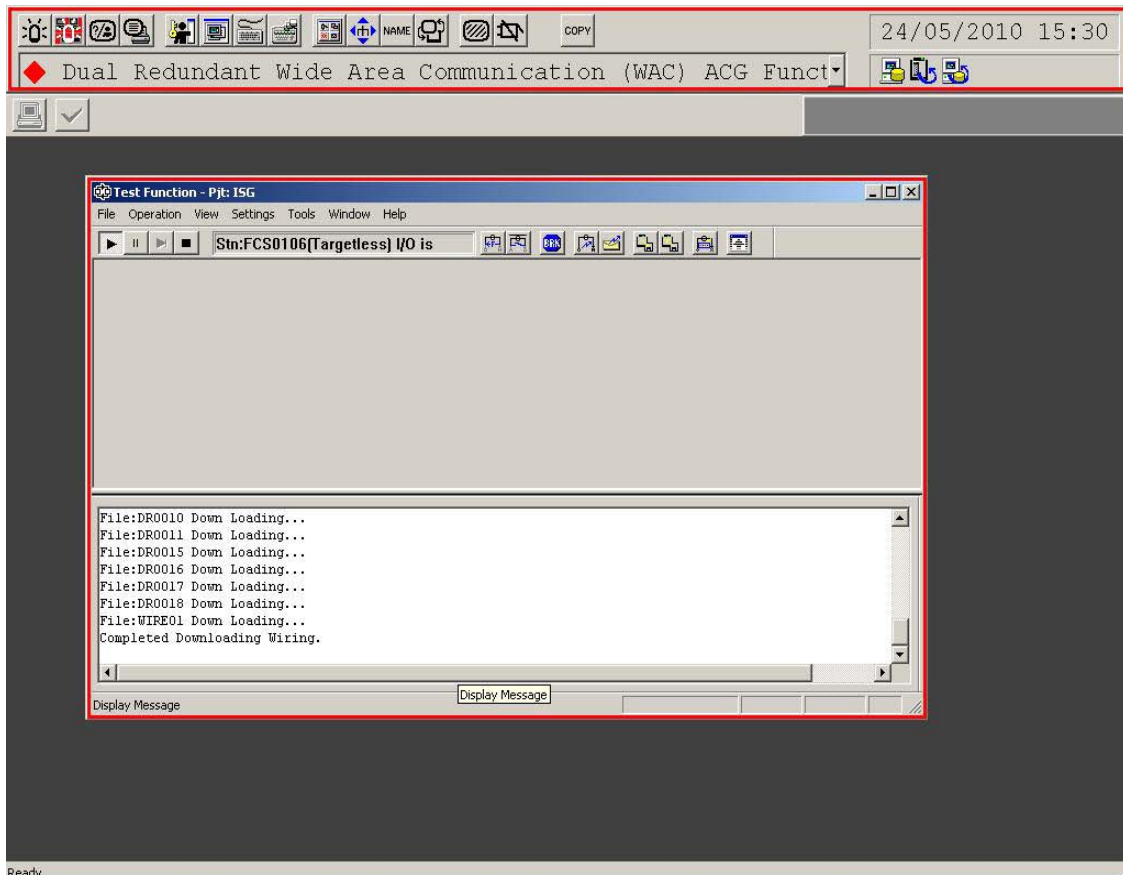 NAME
COPY
24/05/2010 15:30
Dual Redundant Wide Area Communication (WAC) ACG Funct
Test Function - Pjt: ISG
File Operation View Settings Tools Window Help
Stn:FCS0106(Targetless) I/O is
BRK
File:DR0010 Down Loading...
File:DR0011 Down Loading...
File:DR0015 Down Loading...
File:DR0016 Down Loading...
File:DR0017 Down Loading...
File:DR0018 Down Loading...
File:WIRE01 Down Loading...
Completed Downloading Wiring.
Display Message
Display Message
Ready